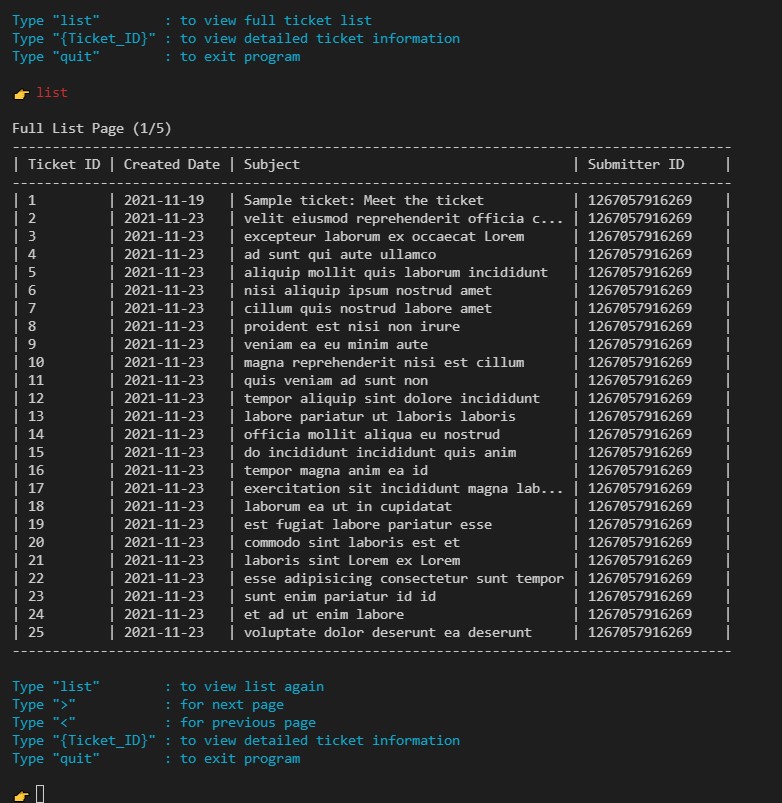 Type "list"        : to view full ticket list
Type "{Ticket_ID}" : to view detailed ticket information
Type "quit"        : to exit program
👉 list
Full List Page (1/5)
------------------------------------------------------------------------------------------
| Ticket ID | Created Date | Subject                                  | Submitter ID     |
------------------------------------------------------------------------------------------
| 1         | 2021-11-19   | Sample ticket: Meet the ticket           | 1267057916269    |
| 2         | 2021-11-23   | velit eiusmod reprehenderit officia c... | 1267057916269    |
| 3         | 2021-11-23   | excepteur laborum ex occaecat Lorem      | 1267057916269    |
| 4         | 2021-11-23   | ad sunt qui aute ullamco                 | 1267057916269    |
| 5         | 2021-11-23   | aliquip mollit quis laborum incididunt   | 1267057916269    |
| 6         | 2021-11-23   | nisi aliquip ipsum nostrud amet          | 1267057916269    |
| 7         | 2021-11-23   | cillum quis nostrud labore amet          | 1267057916269    |
| 8         | 2021-11-23   | proident est nisi non irure              | 1267057916269    |
| 9         | 2021-11-23   | veniam ea eu minim aute                  | 1267057916269    |
| 10        | 2021-11-23   | magna reprehenderit nisi est cillum      | 1267057916269    |
| 11        | 2021-11-23   | quis veniam ad sunt non                  | 1267057916269    |
| 12        | 2021-11-23   | tempor aliquip sint dolore incididunt    | 1267057916269    |
| 13        | 2021-11-23   | labore pariatur ut laboris laboris       | 1267057916269    |
| 14        | 2021-11-23   | officia mollit aliqua eu nostrud         | 1267057916269    |
| 15        | 2021-11-23   | do incididunt incididunt quis anim       | 1267057916269    |
| 16        | 2021-11-23   | tempor magna anim ea id                  | 1267057916269    |
| 17        | 2021-11-23   | exercitation sit incididunt magna lab... | 1267057916269    |
| 18        | 2021-11-23   | laborum ea ut in cupidatat               | 1267057916269    |
| 19        | 2021-11-23   | est fugiat labore pariatur esse          | 1267057916269    |
| 20        | 2021-11-23   | commodo sint laboris est et              | 1267057916269    |
| 21        | 2021-11-23   | laboris sint Lorem ex Lorem              | 1267057916269    |
| 22        | 2021-11-23   | esse adipisicing consectetur sunt tempor | 1267057916269    |
| 23        | 2021-11-23   | sunt enim pariatur id id                 | 1267057916269    |
| 24        | 2021-11-23   | et ad ut enim labore                     | 1267057916269    |
| 25        | 2021-11-23   | voluptate dolor deserunt ea deserunt     | 1267057916269    |
------------------------------------------------------------------------------------------
Type "list"        : to view list again
Type ">"           : for next page
Type "<"           : for previous page
Type "{Ticket_ID}" : to view detailed ticket information
Type "quit"        : to exit program
👉